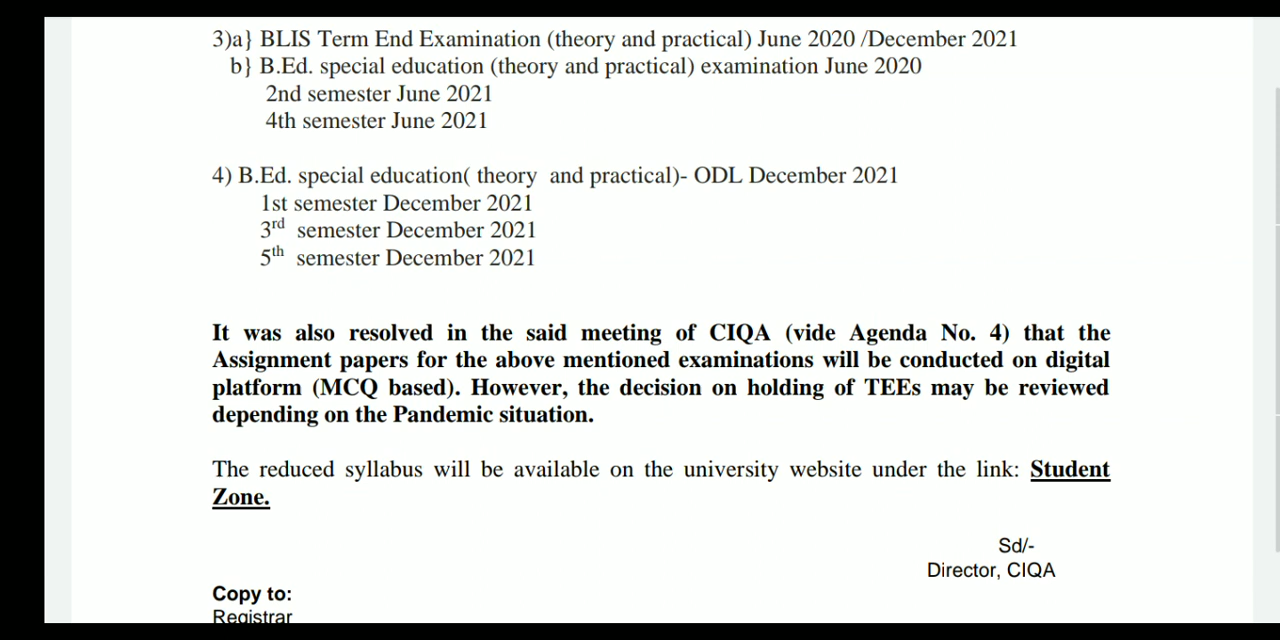 3)a} BLIS Term End Examination (theory and practical) June 2020 /December 2021
b} B.Ed. special education (theory and practical) examination June 2020
2nd semester June 2021
4th semester June 2021
4) B.Ed. special education( theory and practical)- ODL December 2021
1st semester December 2021
3rd semester December 2021
5th semester December 2021
It was also resolved in the said meeting of CIQA (vide Agenda No. 4) that the
Assignment papers for the above mentioned examinations will be conducted on digital
platform (MCQ based). However, the decision on holding of TEEs may be reviewed
depending on the Pandemic situation.
The reduced syllabus will be available on the university website under the link: Student
Zone.
Sd/-
Director, CIQA
Copy to:
Registrar